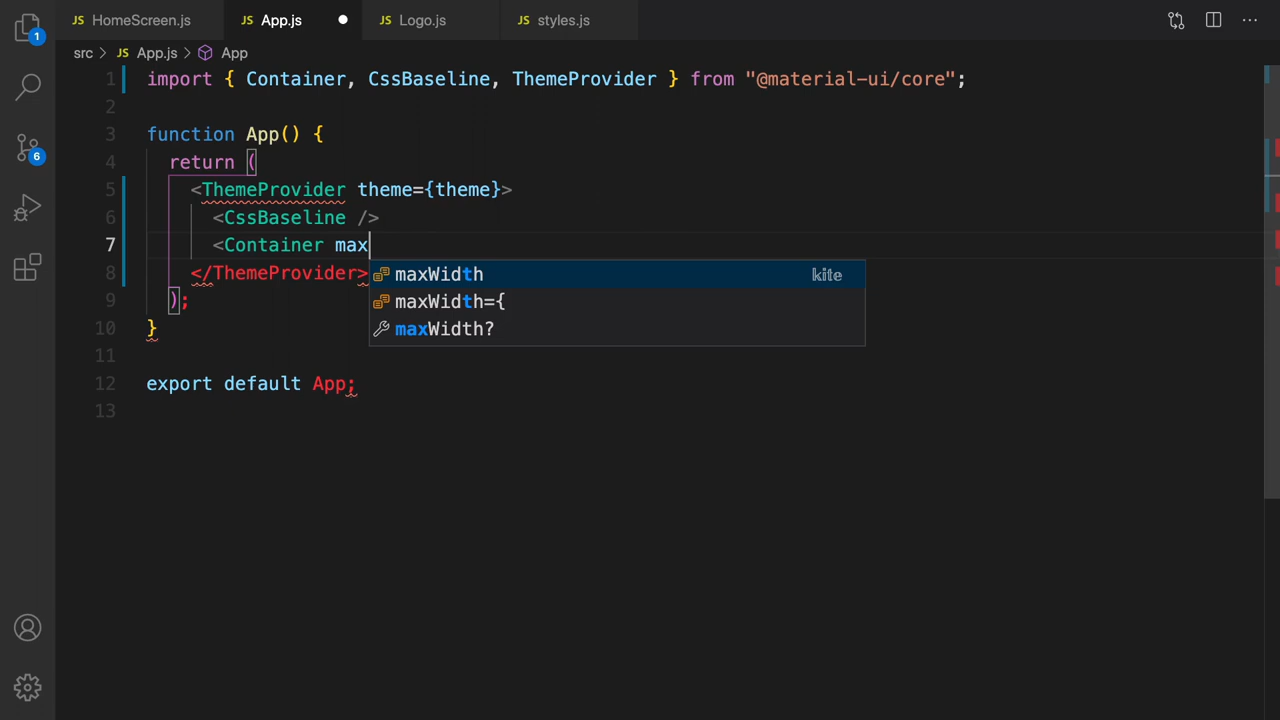 HomeScreen.js App.js Logo.js styles.js
src App.js App
1 import { Container, CssBaseline, ThemeProvider } from "@material-ui/core";
2
3 function App() {
4 return (
5 <ThemeProvider theme={theme}>
6 <CssBaseline />
7 <Container max
8 </ThemeProvider>
maxWidth kite
maxWidth={
maxWidth?
9 );
10 }
11
12 export default App;
13
1
6